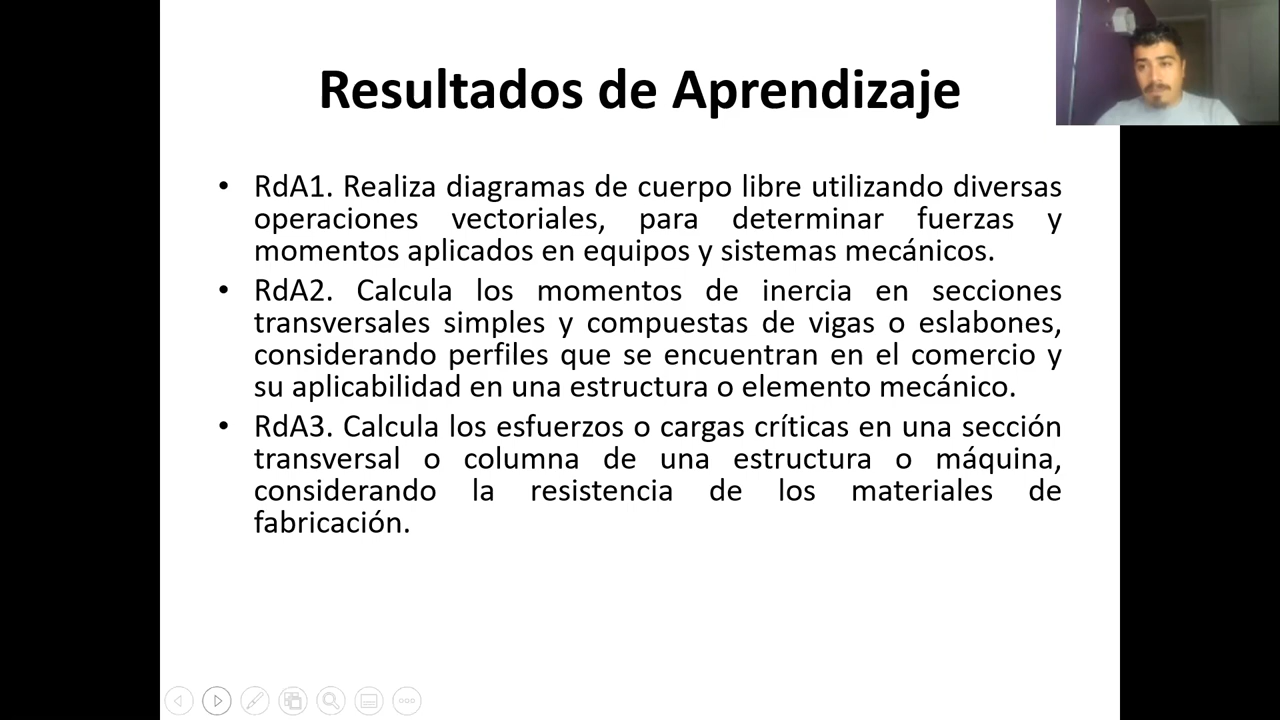 Resultados de Aprendizaje
• RdA1. Realiza diagramas de cuerpo libre utilizando diversas
operaciones vectoriales, para determinar fuerzas y
momentos aplicados en equipos y sistemas mecánicos.
• RdA2. Calcula los momentos de inercia en secciones
transversales simples y compuestas de vigas o eslabones,
considerando perfiles que se encuentran en el comercio y
su aplicabilidad en una estructura o elemento mecánico.
• RdA3. Calcula los esfuerzos o cargas críticas en una sección
transversal o columna de una estructura o máquina,
considerando la resistencia de los materiales de
fabricación.